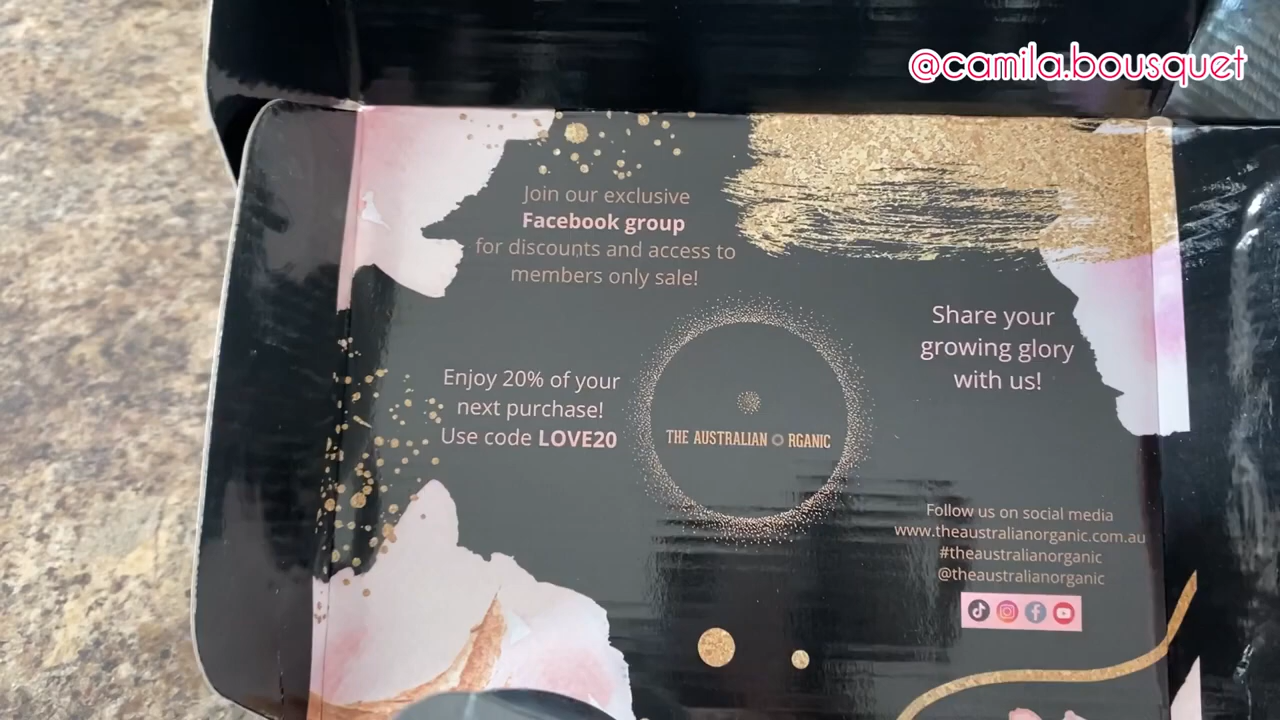 @camila.bousquet
Join our exclusive
Facebook group
for discounts and access to
members only sale!
Share your
growing glory
with us!
Enjoy 20% of your
next purchase!
Use code LOVE20
THE AUSTRALIAN ORGANIC
Follow us on social media
www.theaustralianorganic.com.au
#theaustralianorganic
@theaustralianorganic